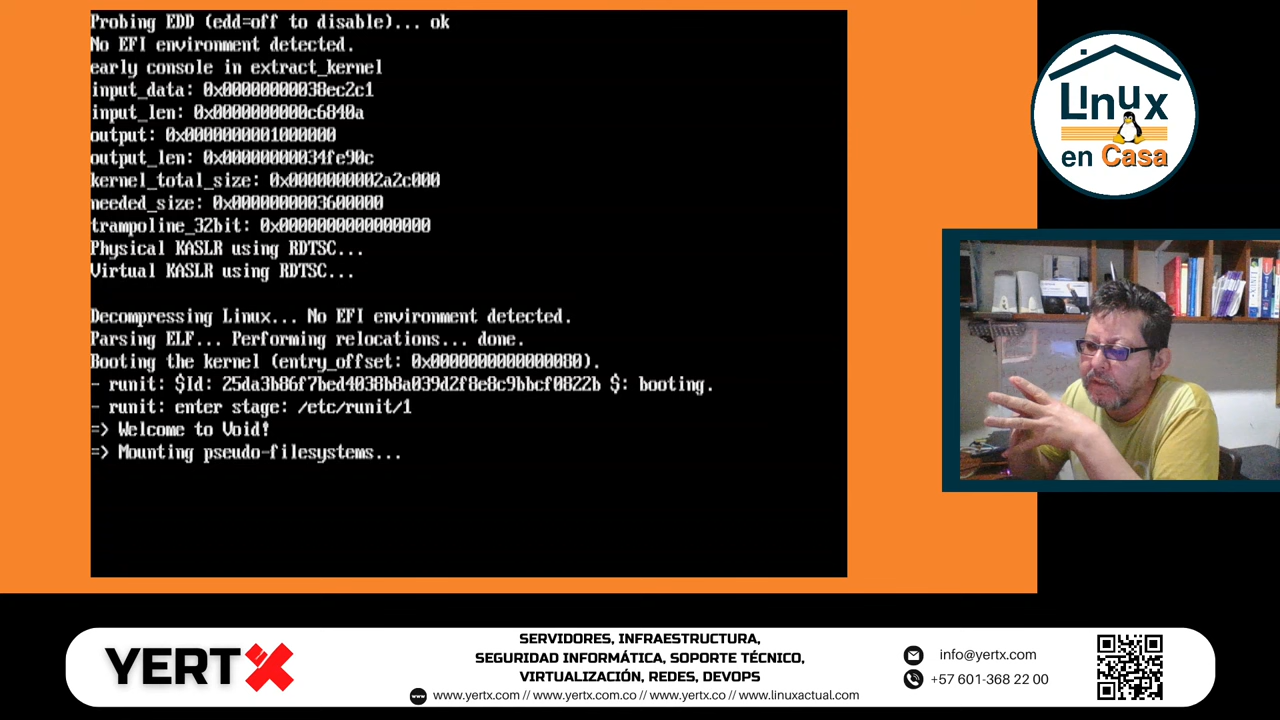 Probing EDD (edd=off to disable)... ok
No EFI environment detected.
early console in extract_kernel
input_data: 0x00000000038ec2c1
input_len: 0x0000000000c6840a
output: 0x0000000001000000
output_len: 0x00000000034fe90c
kernel_total_size: 0x0000000002a2c000
needed_size: 0x0000000003600000
trampoline_32bit: 0x0000000000000000
Physical KASLR using RDTSC...
Virtual KASLR using RDTSC...
Decompressing Linux... No EFI environment detected.
Parsing ELF... Performing relocations... done.
Booting the kernel (entry_offset: 0x0000000000000080).
- runit: $Id: 25da3b86f7bed4038b8a039d2f8e8c9bbcf0822b $: booting.
- runit: enter stage: /etc/runit/1
=> Welcome to Void!
=> Mounting pseudo-filesystems...
Linux
en Casa
YERTX
SERVIDORES, INFRAESTRUCTURA,
SEGURIDAD INFORMÁTICA, SOPORTE TÉCNICO,
VIRTUALIZACIÓN, REDES, DEVOPS
www.yertx.com // www.yertx.com.co // www.yertx.co // www.linuxactual.com
info@yertx.com
+57 601-368 22 00